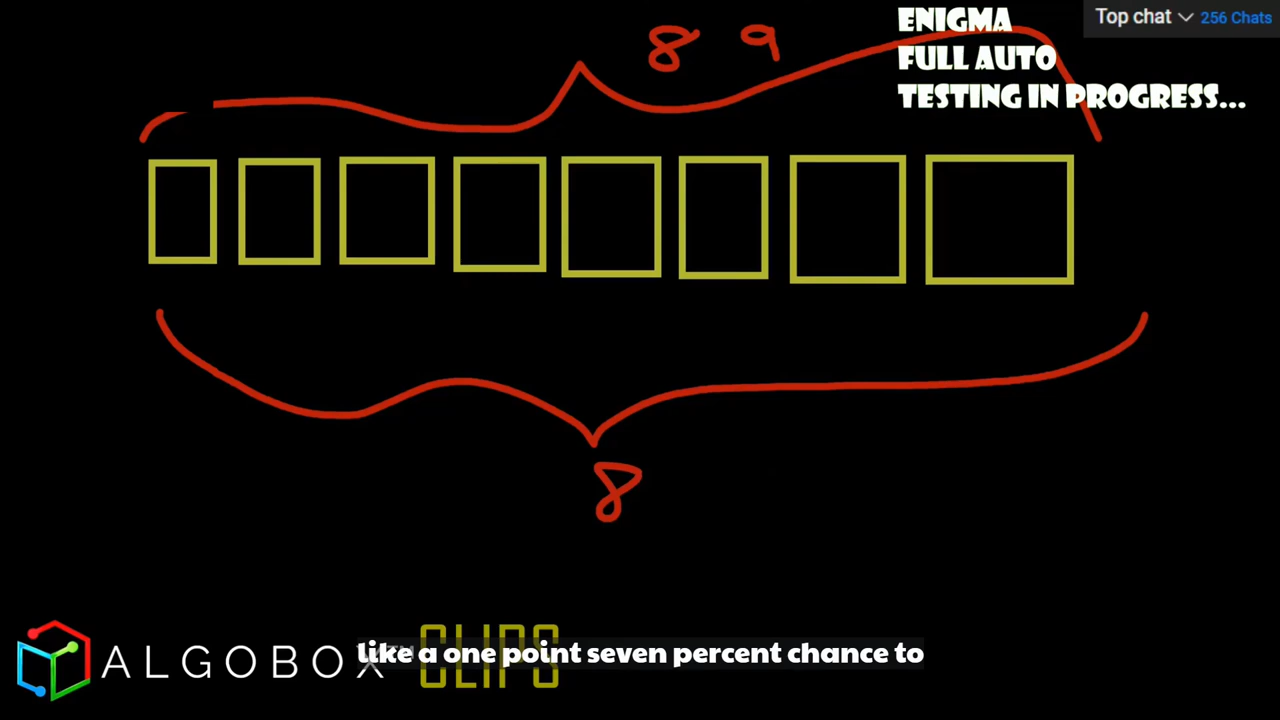 ENIGMA
FULL AUTO
TESTING IN PROGRESS...
Top chat 256 Chats
8 9
8
ALGOBOX CLIPS
like a one point seven percent chance to